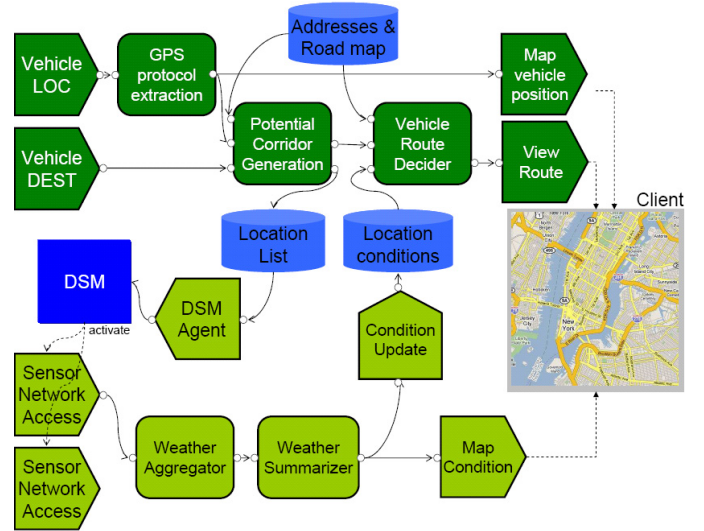 Vehicle
LOC
GPS
protocol
extraction
Addresses &
Road map
Map
vehicle
position
Vehicle
DEST
Potential
Corridor
Generation
Vehicle
Route
Decider
View
Route
Client
Location
List
Location
conditions
DSM
activate
DSM
Agent
Condition
Update
New
York
Sensor
Network
Access
Weather
Aggregator
Weather
Summarizer
Map
Condition
Sensor
Network
Access